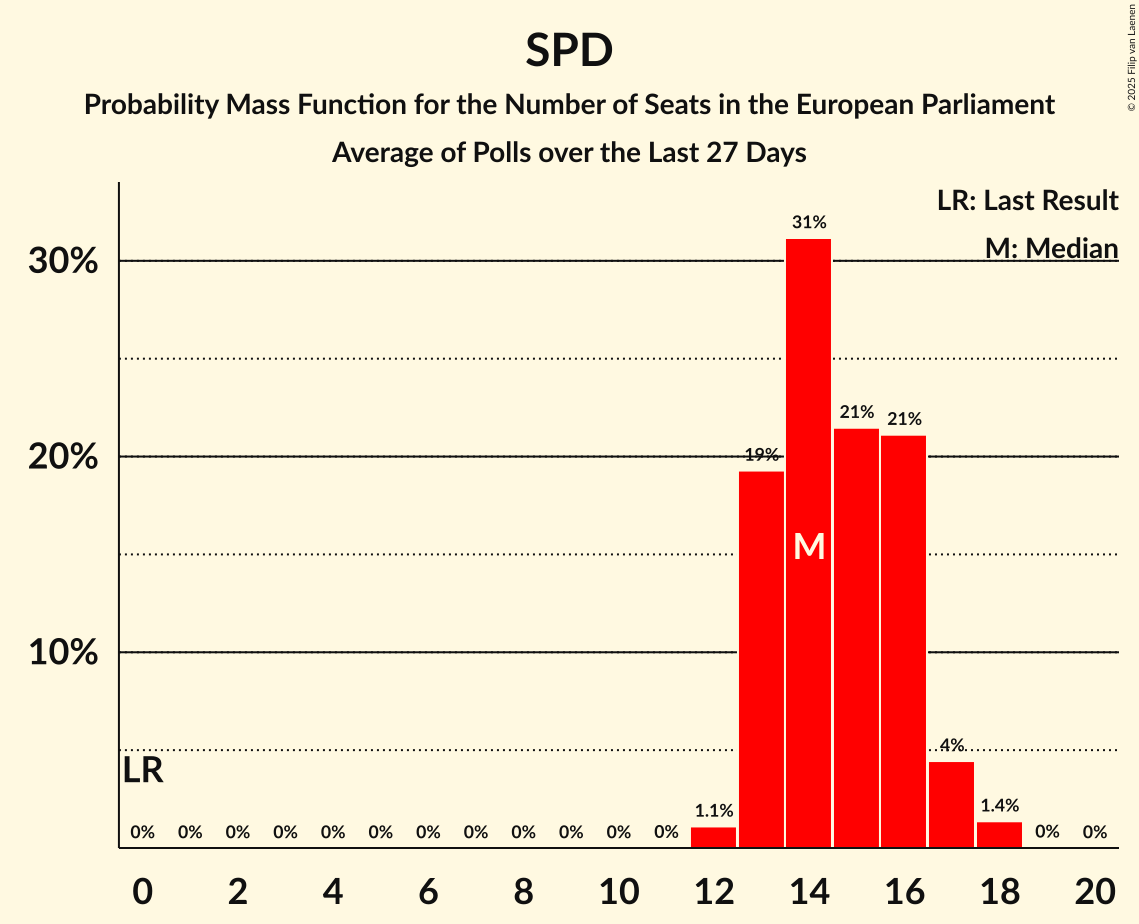 SPD
Probability Mass Function for the Number of Seats in the European Parliament
Average of Polls over the Last 27 Days
© 2025 Filip van Laenen
LR: Last Result
M: Median
31%
30%
21%
21%
20%
19%
M
10%
4%
LR
1.4%
1.1%
0% 0% 0% 0% 0% 0% 0% 0% 0% 0% 0% 0% 0% 0%
0 2 4 6 8 10 12 14 16 18 20